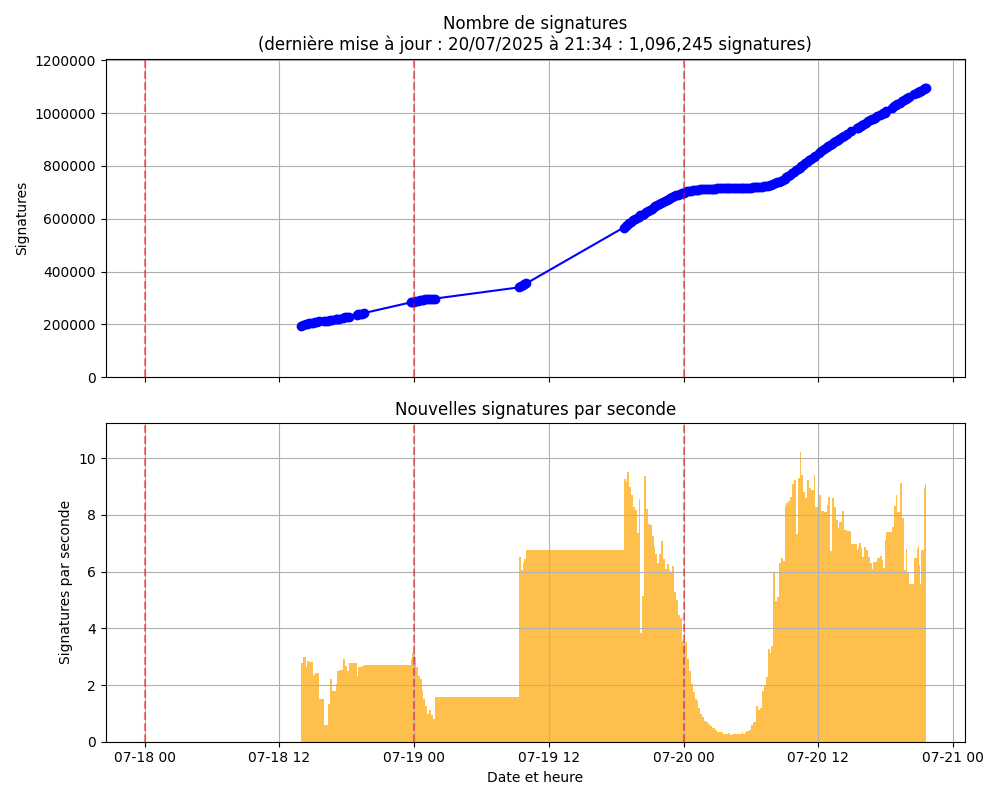 Nombre de signatures
(dernière mise à jour : 20/07/2025 à 21:34 : 1,096,245 signatures)
1200000
1000000
800000
600000
400000
200000
0
Signatures
Nouvelles signatures par seconde
10
8
6
4
2
0
Signatures par seconde
07-18 00 07-18 12 07-19 00 07-19 12 07-20 00 07-20 12 07-21 00
Date et heure